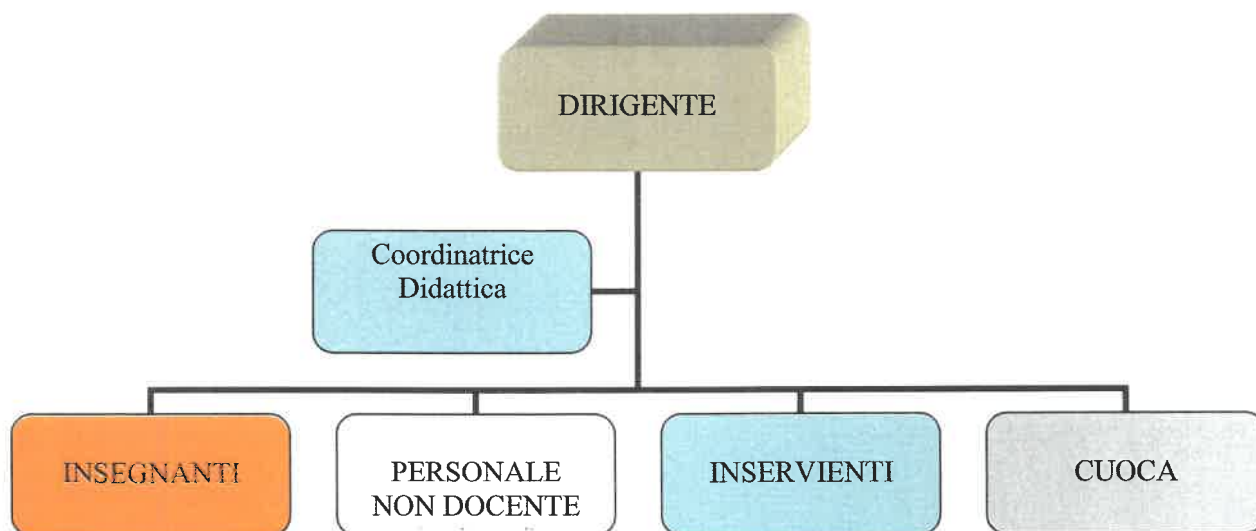 DIRIGENTE
Coordinatrice
Didattica
INSEGNANTI
PERSONALE
NON DOCENTE
INSERVIENTI
CUOCA